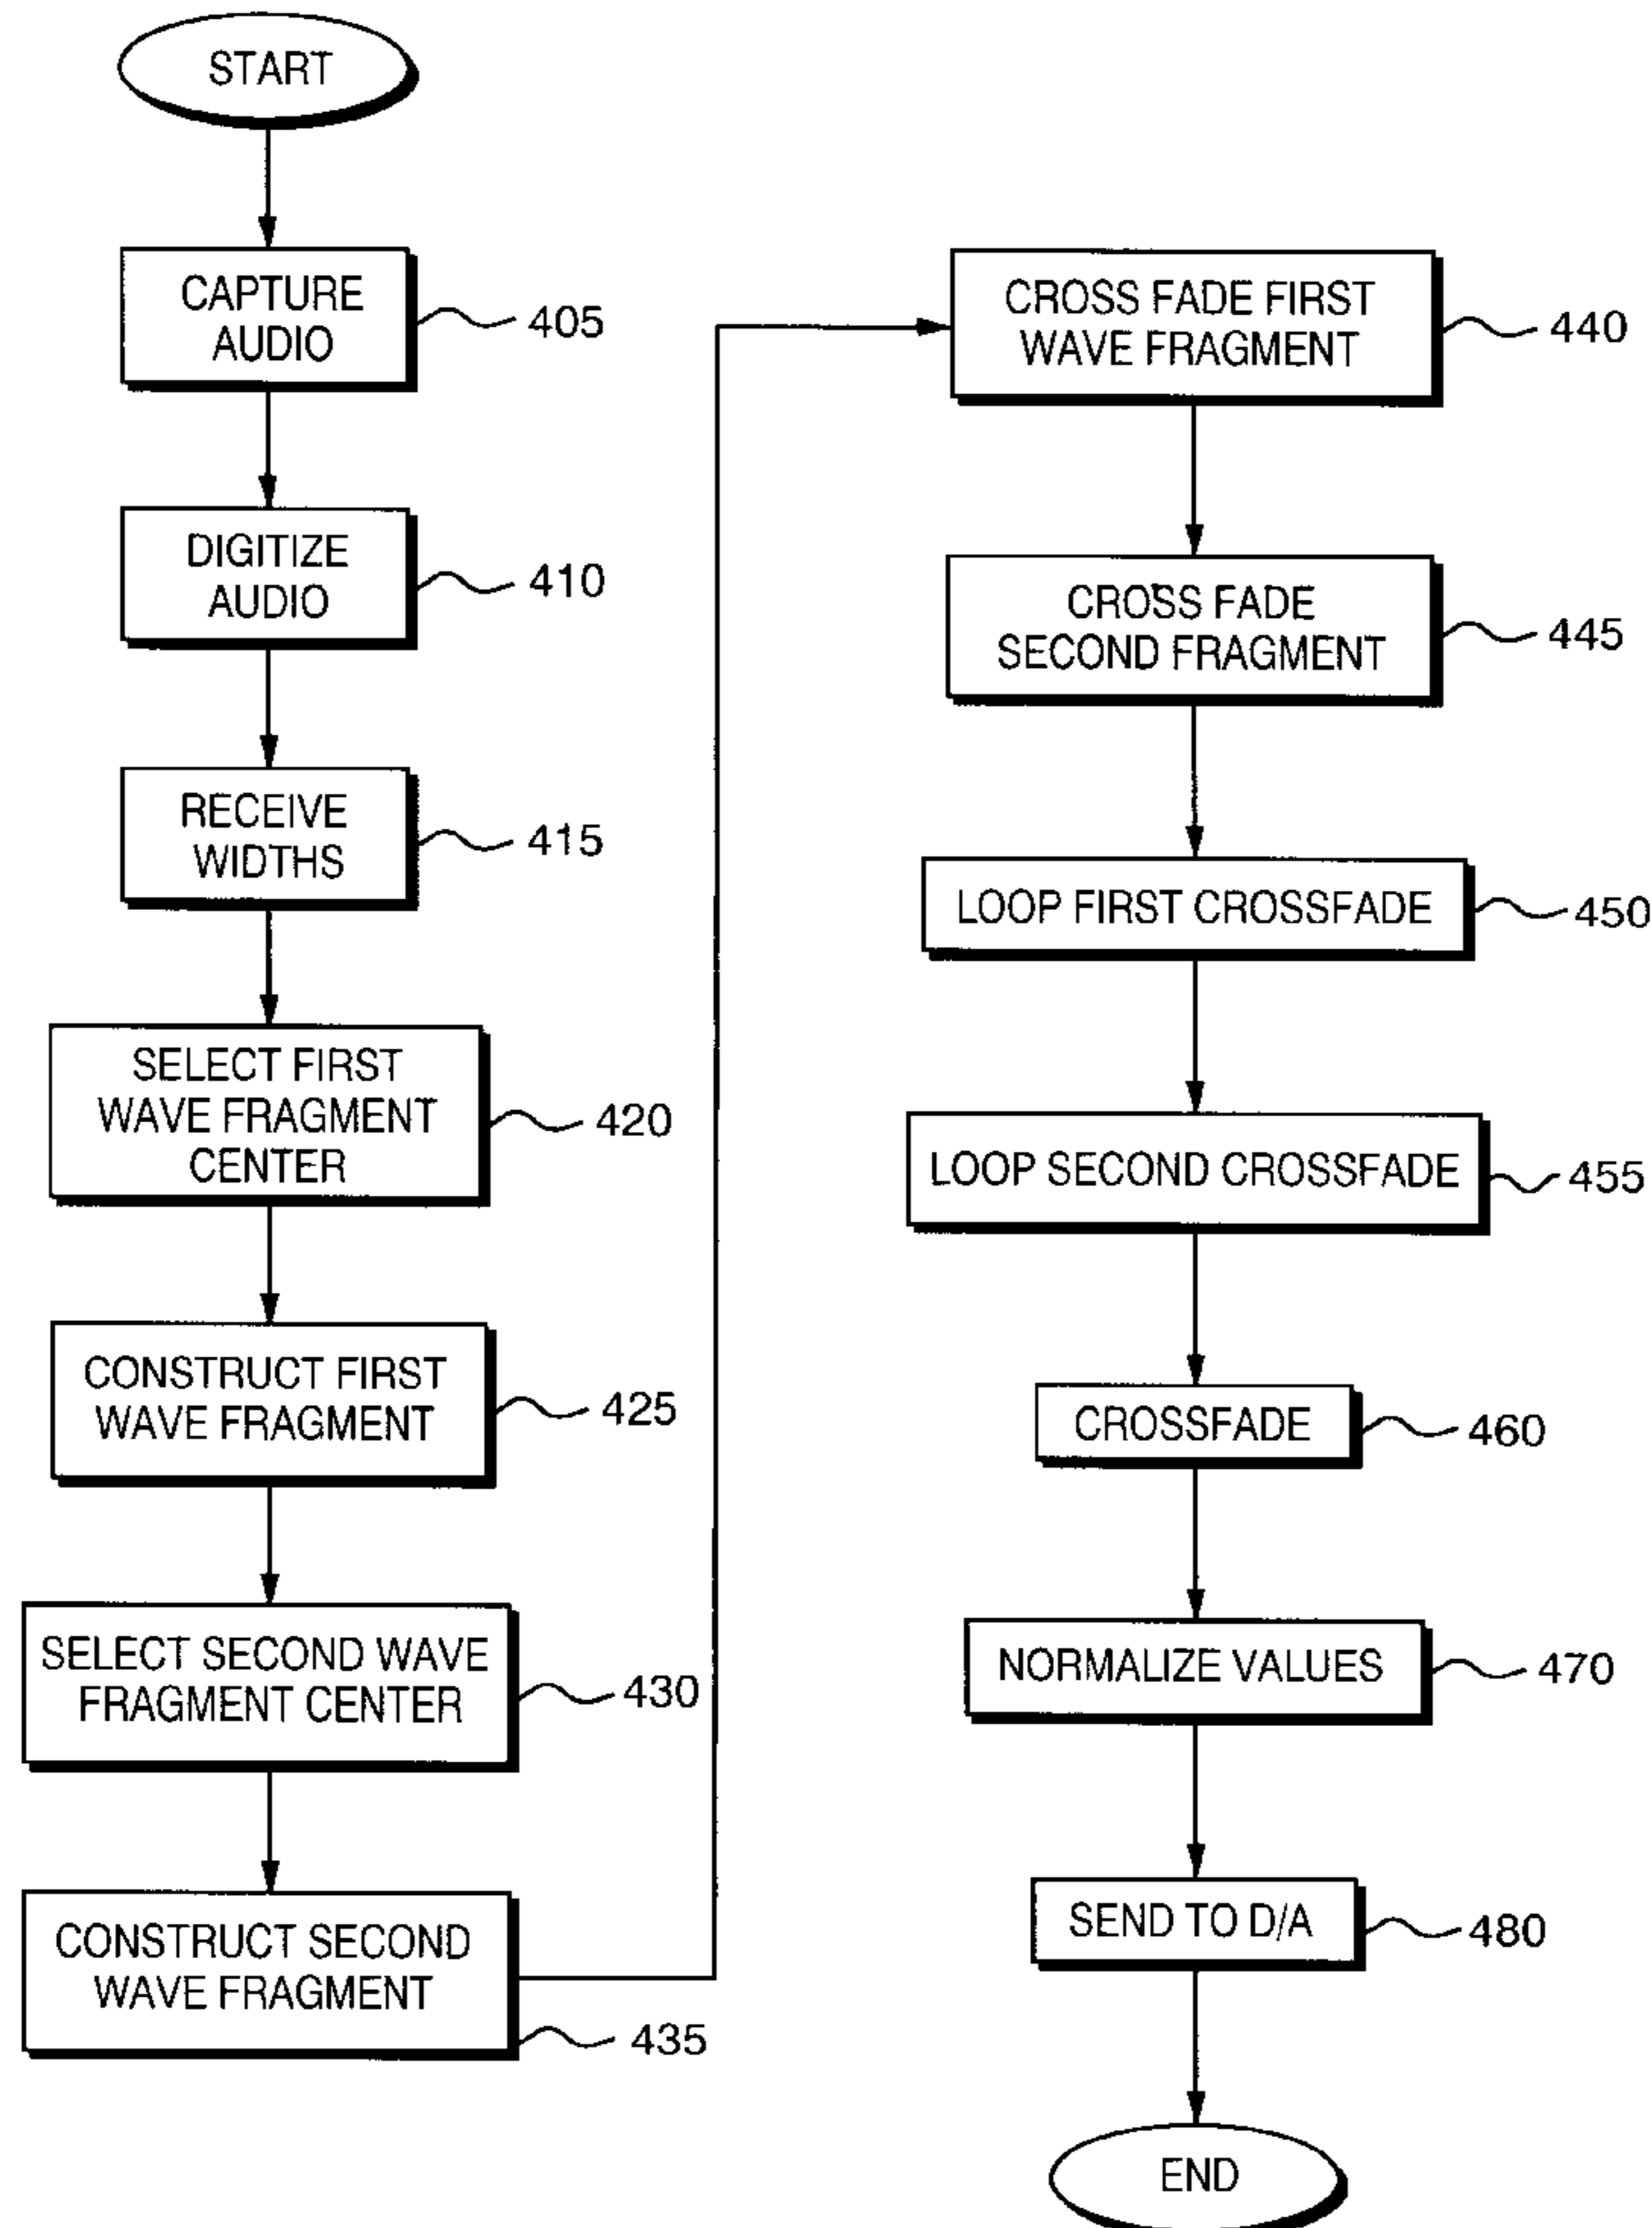 START
CAPTURE
AUDIO
405
DIGITIZE
AUDIO
410
RECEIVE
WIDTHS
415
SELECT FIRST
WAVE FRAGMENT
CENTER
420
CONSTRUCT FIRST
WAVE FRAGMENT
425
SELECT SECOND WAVE
FRAGMENT CENTER
430
CONSTRUCT SECOND
WAVE FRAGMENT
435
CROSS FADE FIRST
WAVE FRAGMENT
440
CROSS FADE
SECOND FRAGMENT
445
LOOP FIRST CROSSFADE
450
LOOP SECOND CROSSFADE
455
CROSSFADE
460
NORMALIZE VALUES
470
SEND TO D/A
480
END